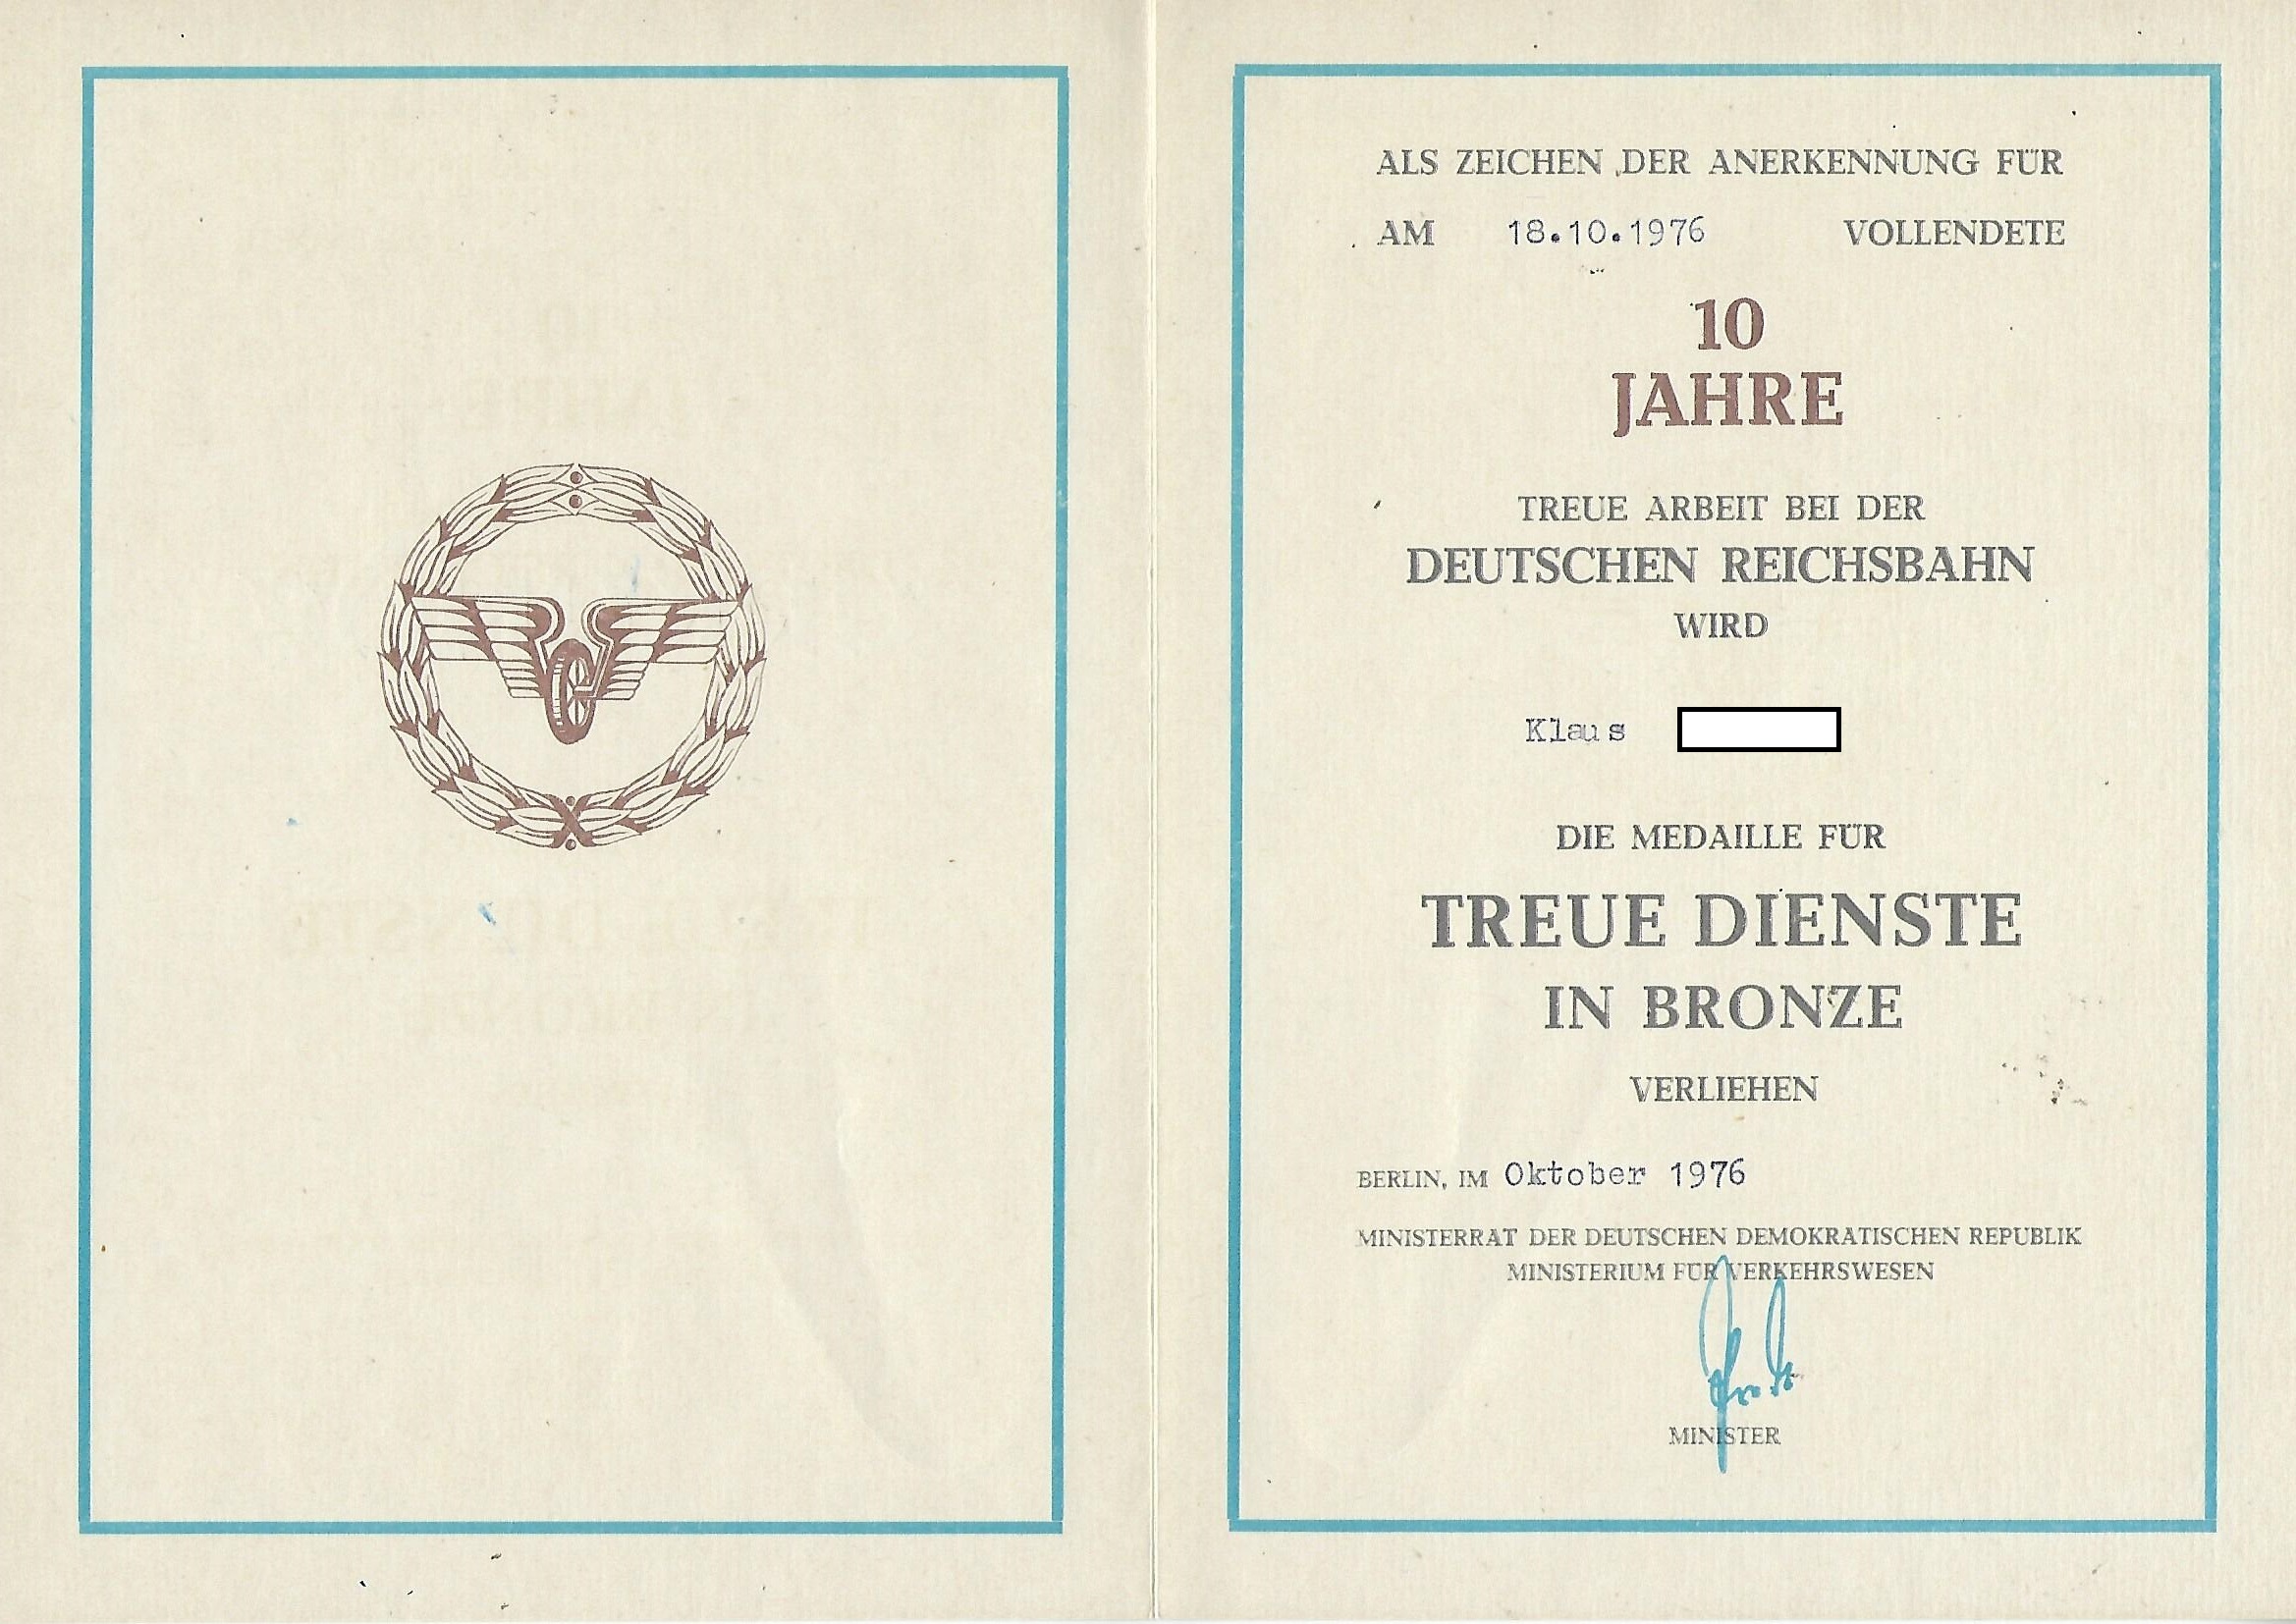 ALS ZEICHEN DER ANERKENNUNG FÜR
AM 18.10.1976 VOLLENDETE
10
JAHRE
TREUE ARBEIT BEI DER
DEUTSCHEN REICHSBAHN
WIRD
Klaus
DIE MEDAILLE FÜR
TREUE DIENSTE
IN BRONZE
VERLIEHEN
BERLIN, IM Oktober 1976
MINISTERRAT DER DEUTSCHEN DEMOKRATISCHEN REPUBLIK
MINISTERIUM FÜR VERKEHRSWESEN
MINISTER